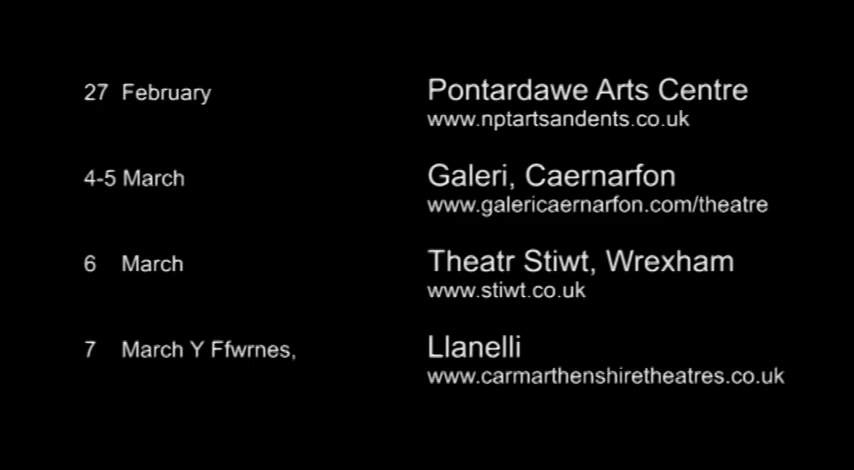 27 February
Pontardawe Arts Centre
www.nptartsandents.co.uk
4-5 March
Galeri, Caernarfon
www.galericaernarfon.com/theatre
6 March
Theatr Stiwt, Wrexham
www.stiwt.co.uk
7 March Y Ffwrnes,
Llanelli
www.carmarthenshiretheatres.co.uk